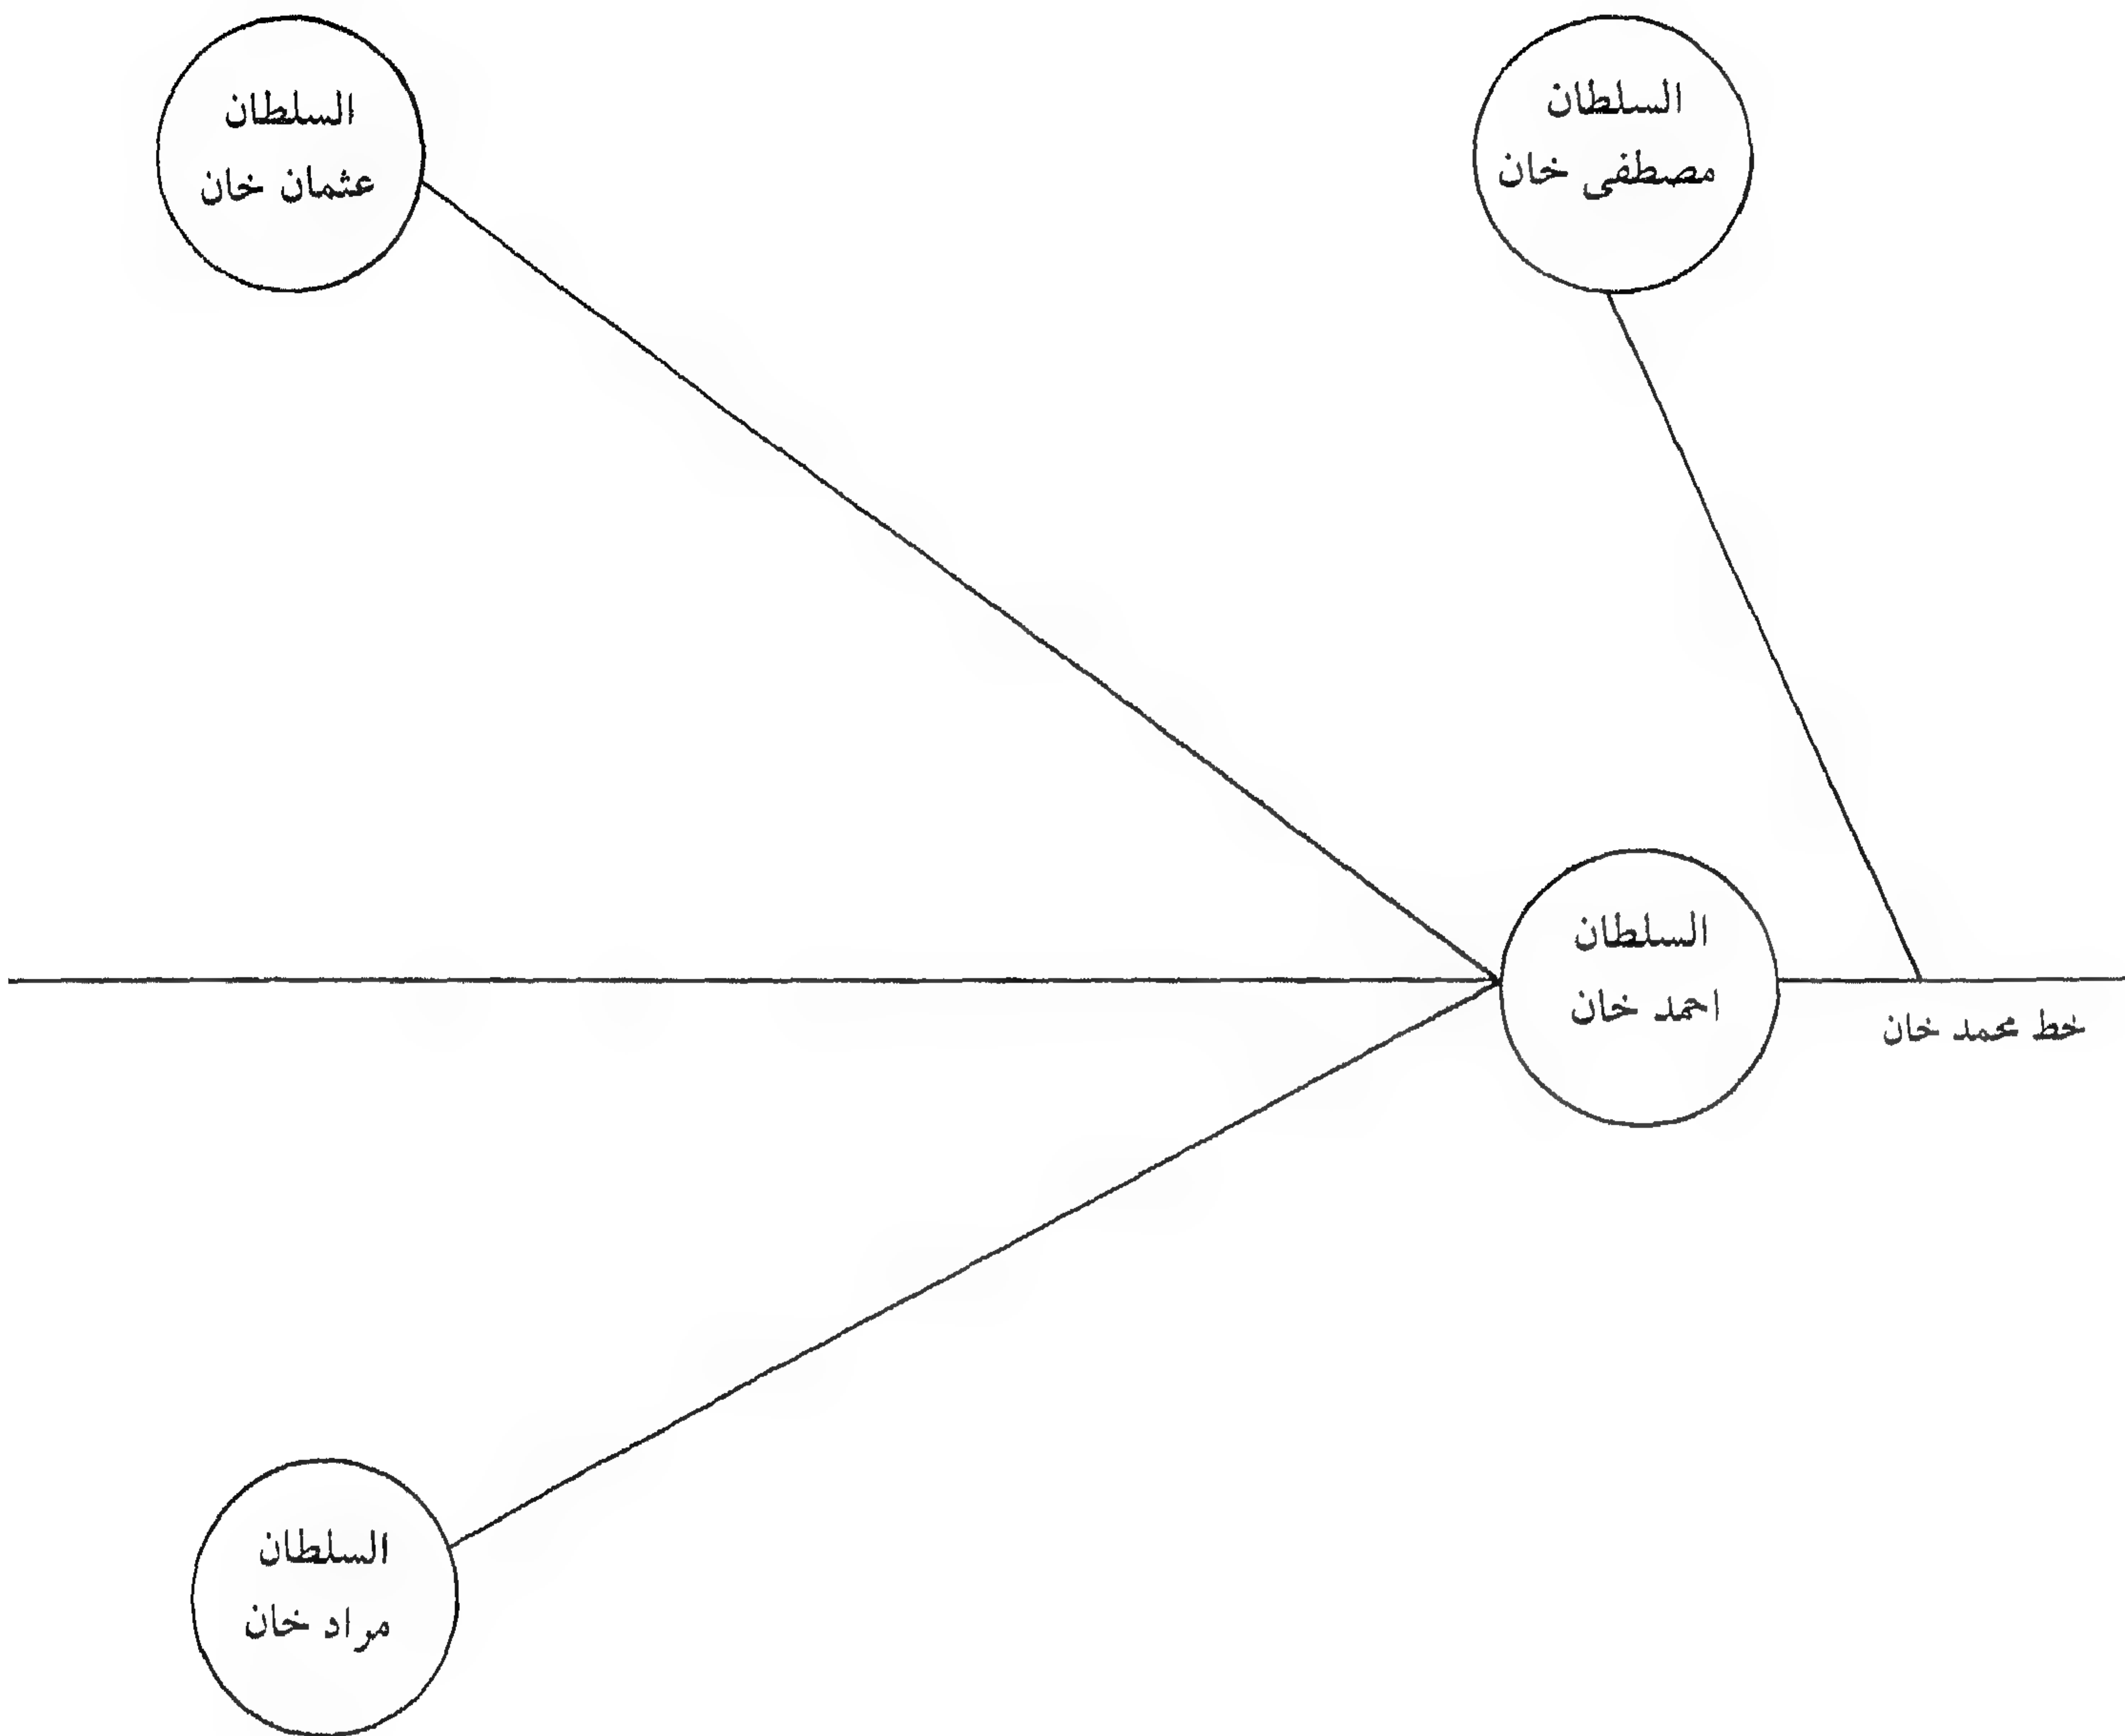 السلطان
مصطفى خان
السلطان
عثمان خان
السلطان
احمد خان
خط محمد خان
السلطان
مراد خان